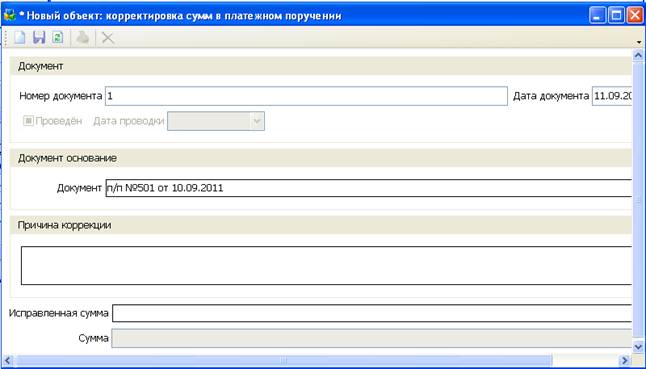 * Новый объект: корректировка сумм в платежном поручении
Документ
Номер документа 1 Дата документа 11.09.20
Проведён Дата проводки
Документ основание
Документ п/п №501 от 10.09.2011
Причина коррекции
Исправленная сумма
Сумма